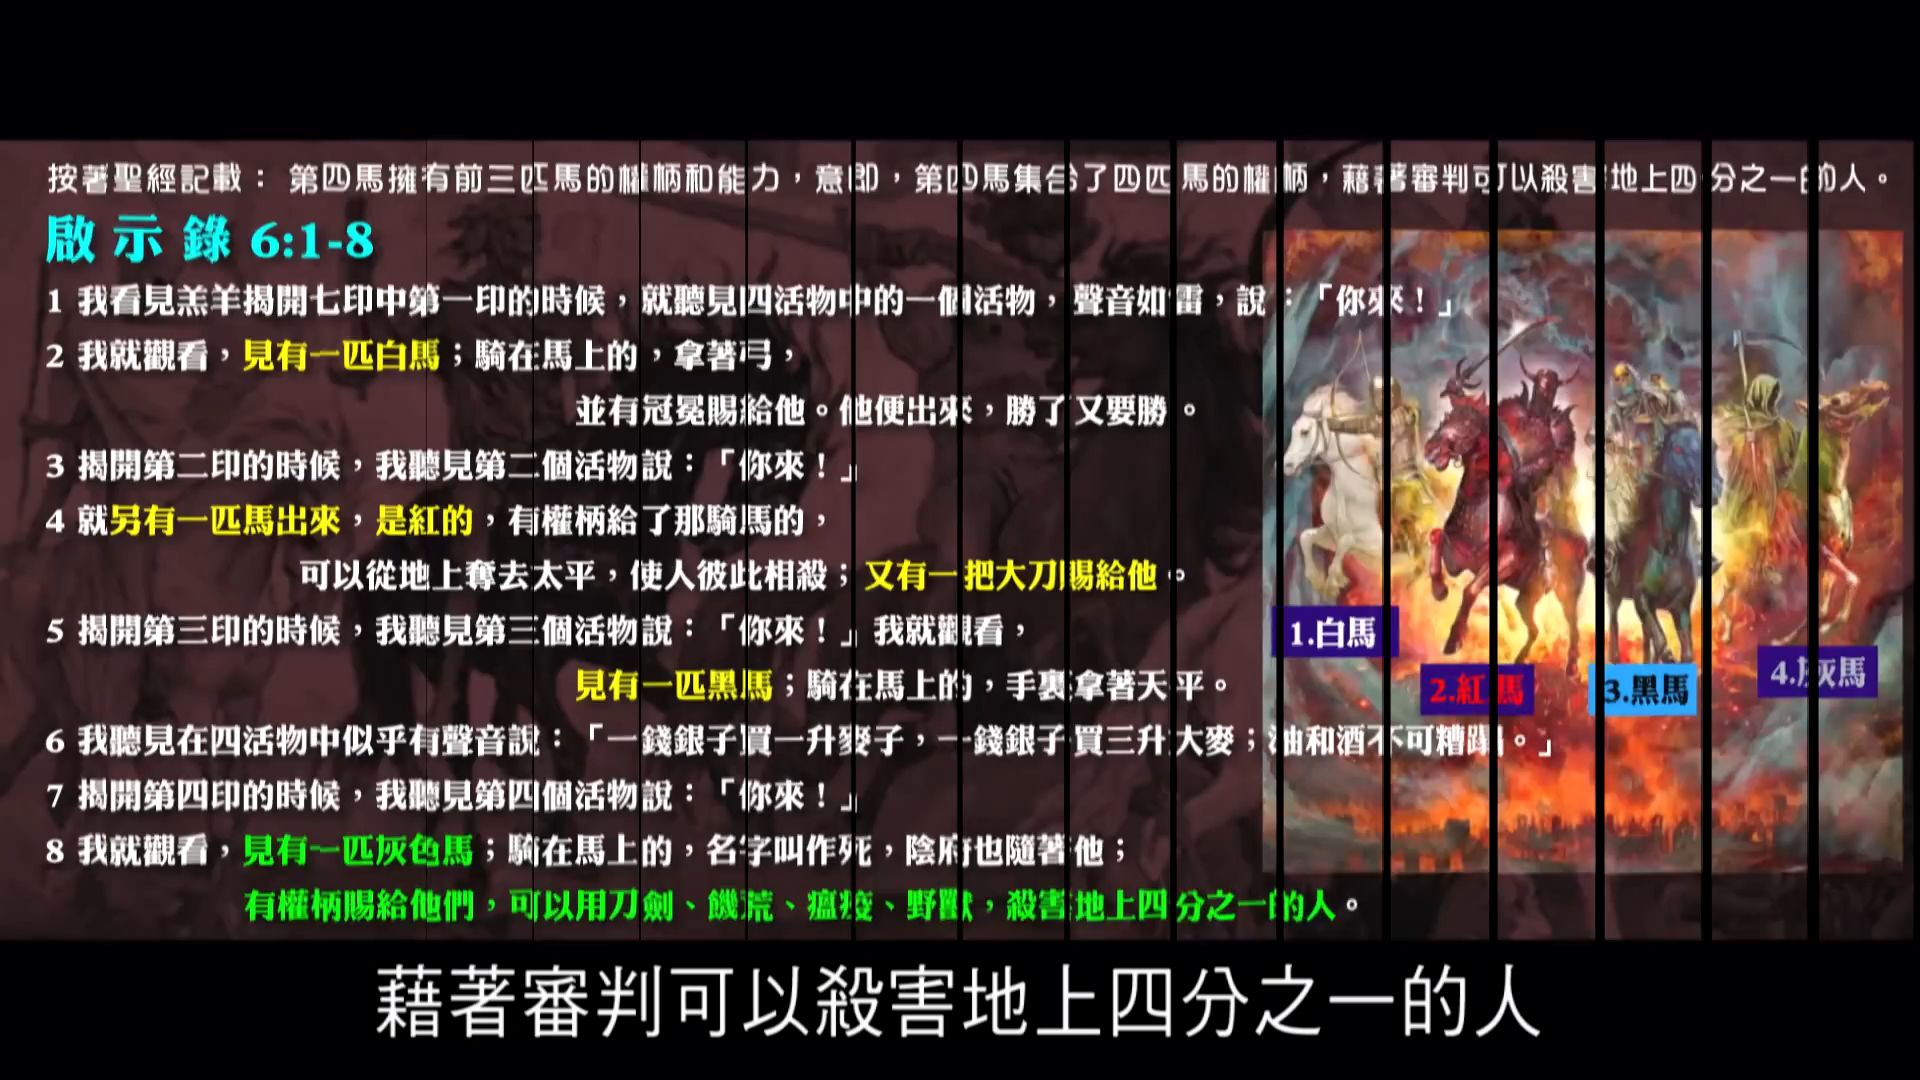 按著聖經記載： 第四馬擁有前三匹馬的權柄和能力，意即，第四馬集合了四匹馬的權柄，藉著審判可以殺害地上四分之一的人。
啟示錄 6:1-8
1 我看見羔羊揭開七印中第一印的時候，就聽見四活物中的一個活物，聲音如雷，說：「你來！」
2 我就觀看，見有一匹白馬；騎在馬上的，拿著弓，
並有冠冕賜給他。他便出來，勝了又要勝。
3 揭開第二印的時候，我聽見第二個活物說：「你來！」
4 就另有一匹馬出來，是紅的，有權柄給了那騎馬的，
可以從地上奪去太平，使人彼此相殺；又有一把大刀賜給他。
5 揭開第三印的時候，我聽見第三個活物說：「你來！」我就觀看，
見有一匹黑馬；騎在馬上的，手裏拿著天平。
6 我聽見在四活物中似乎有聲音說：「一錢銀子買一升麥子，一錢銀子買三升大麥；油和酒不可糟蹋。」
7 揭開第四印的時候，我聽見第四個活物說：「你來！」
8 我就觀看，見有一匹灰色馬；騎在馬上的，名字叫作死，陰府也隨著他；
有權柄賜給他們，可以用刀劍、饑荒、瘟疫、野獸，殺害地上四分之一的人。
1.白馬
2.紅馬
3.黑馬
4.灰馬
藉著審判可以殺害地上四分之一的人